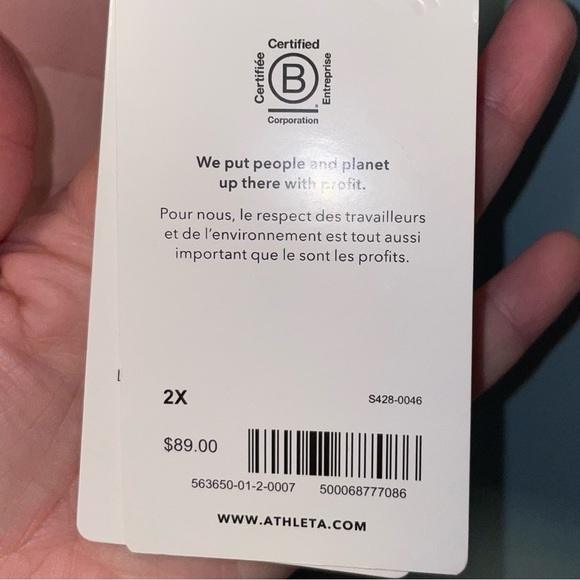 Certified
Certifiée
B
Entreprise
Corporation
We put people and planet
up there with profit.
Pour nous, le respect des travailleurs
et de l'environnement est tout aussi
important que le sont les profits.
2X
S428-0046
$89.00
563650-01-2-0007 500068777086
WWW.ATHLETA.COM